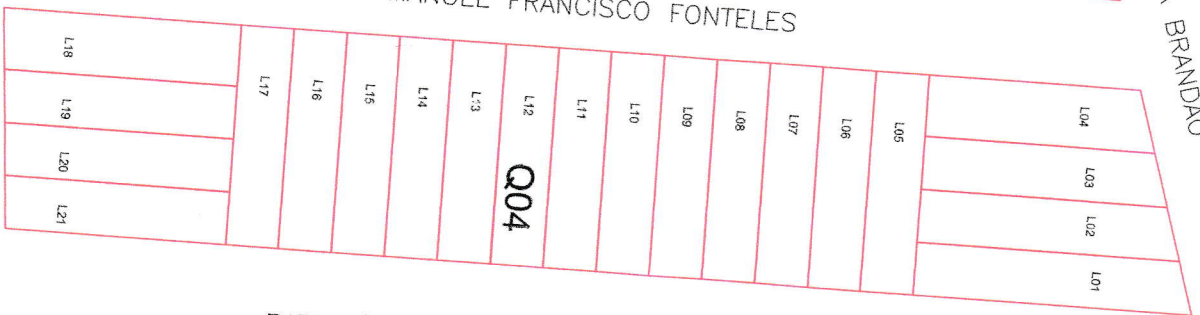 FRANCISCO FONTELES
BRANDAO
L18
L19
L20
L21
L17
L16
L15
L14
L13
L12
L11
L10
L09
L08
L07
L06
L05
L04
L03
L02
L01
Q04